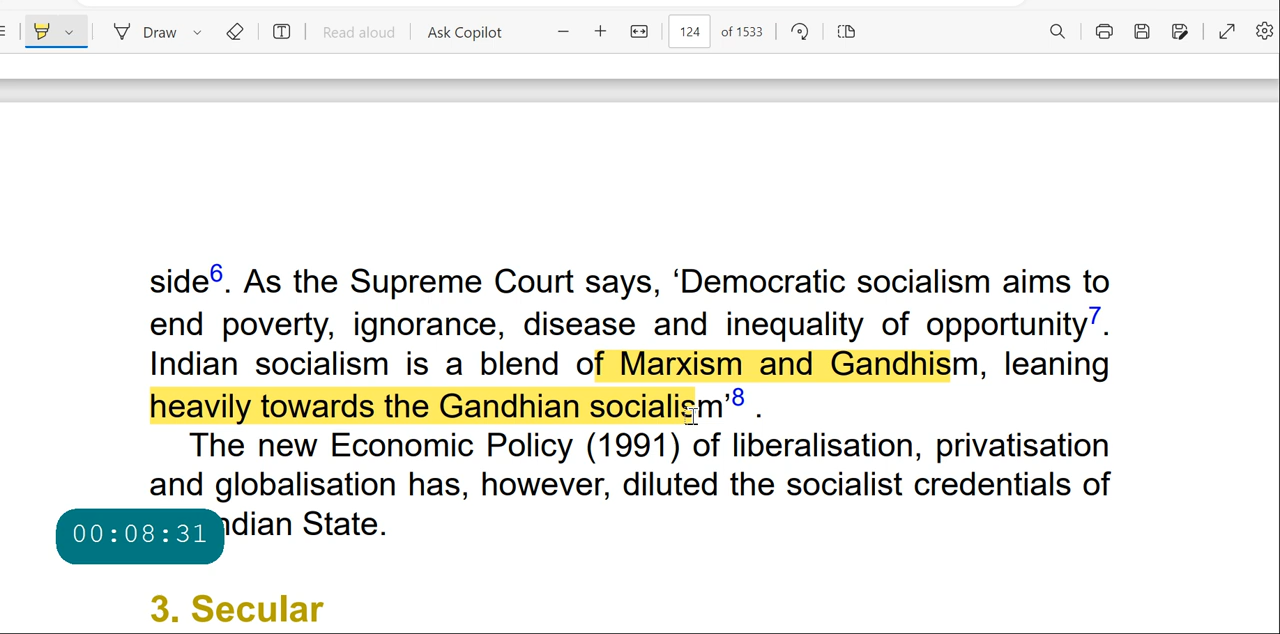 Draw Read aloud Ask Copilot 124 of 1533
side6. As the Supreme Court says, ‘Democratic socialism aims to
end poverty, ignorance, disease and inequality of opportunity7.
Indian socialism is a blend of Marxism and Gandhism, leaning
heavily towards the Gandhian socialism’8 .
The new Economic Policy (1991) of liberalisation, privatisation
and globalisation has, however, diluted the socialist credentials of
ndian State.
00:08:31
3. Secular